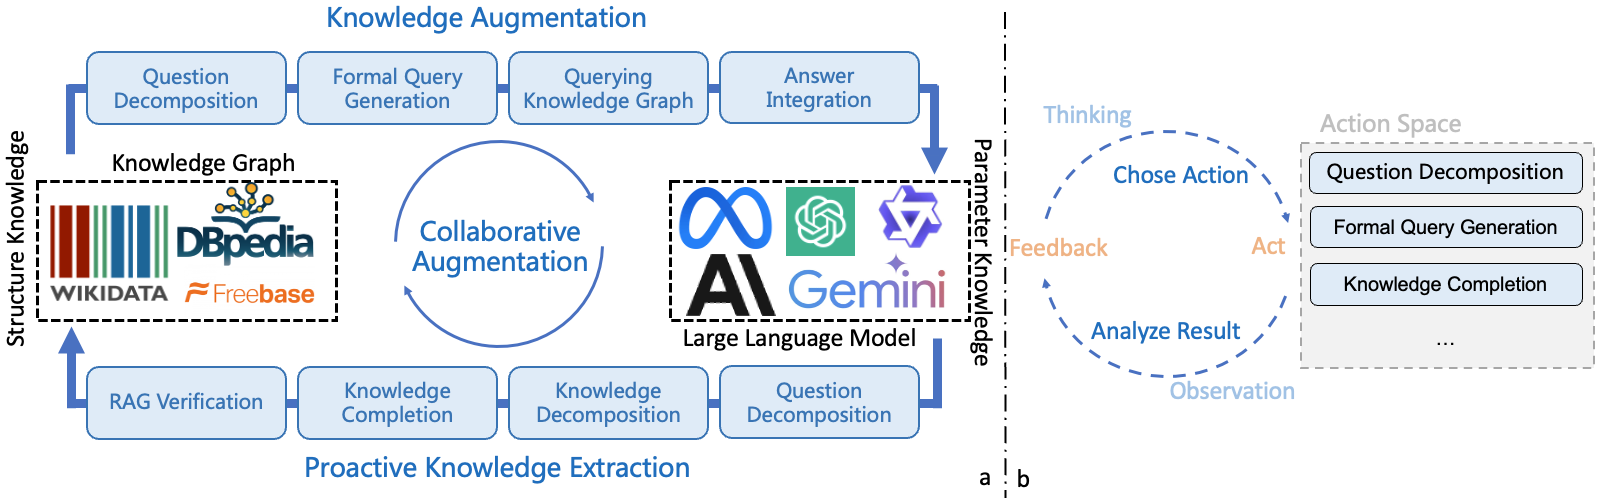 Knowledge Augmentation
Question
Decomposition
Formal Query
Generation
Querying
Knowledge Graph
Answer
Integration
Structure Knowledge
Knowledge Graph
WIKIDATA
DBpedia
Freebase
Collaborative
Augmentation
AI
Gemini
Large Language Model
Parameter Knowledge
RAG Verification
Knowledge
Completion
Knowledge
Decomposition
Question
Decomposition
Proactive Knowledge Extraction
a
b
Thinking
Chose Action
Feedback
Act
Analyze Result
Observation
Action Space
Question Decomposition
Formal Query Generation
Knowledge Completion
...